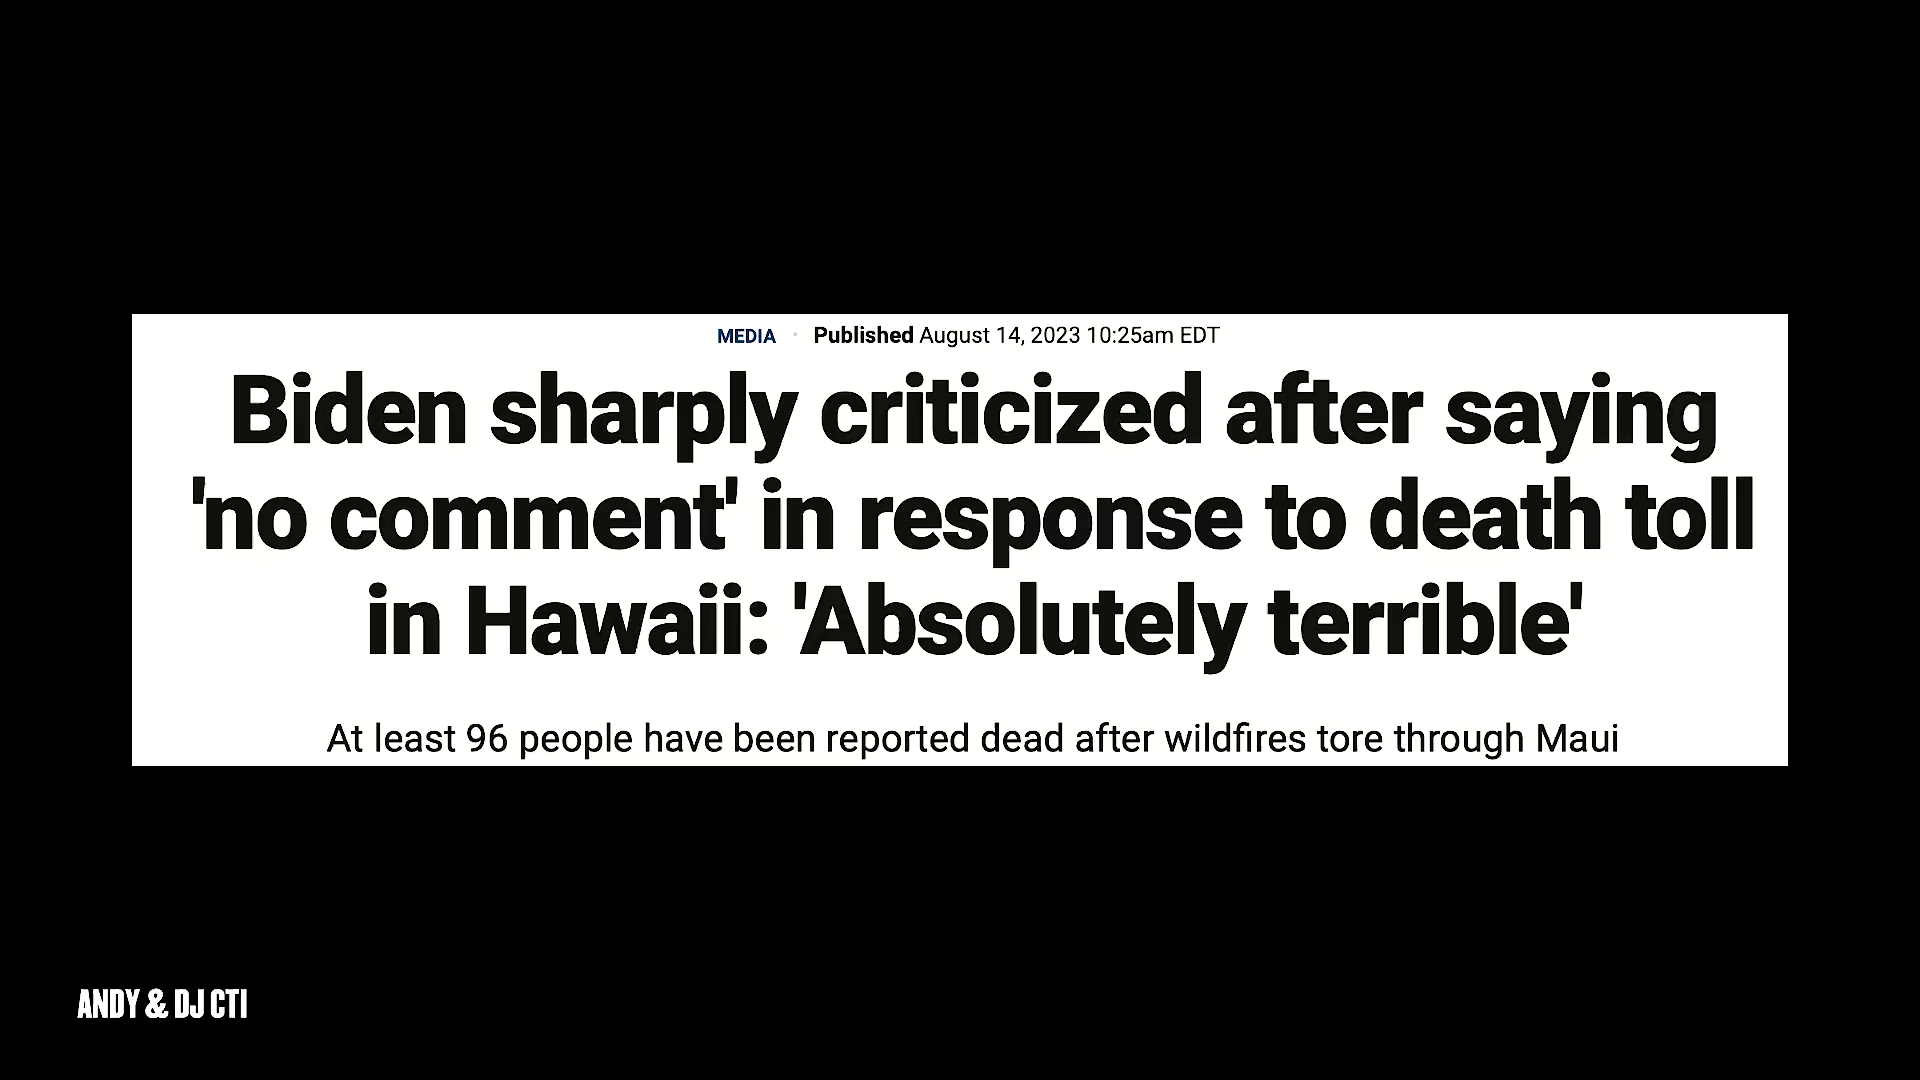 MEDIA · Published August 14, 2023 10:25am EDT
Biden sharply criticized after saying
'no comment' in response to death toll
in Hawaii: 'Absolutely terrible'
At least 96 people have been reported dead after wildfires tore through Maui
ANDY & DJ CTI